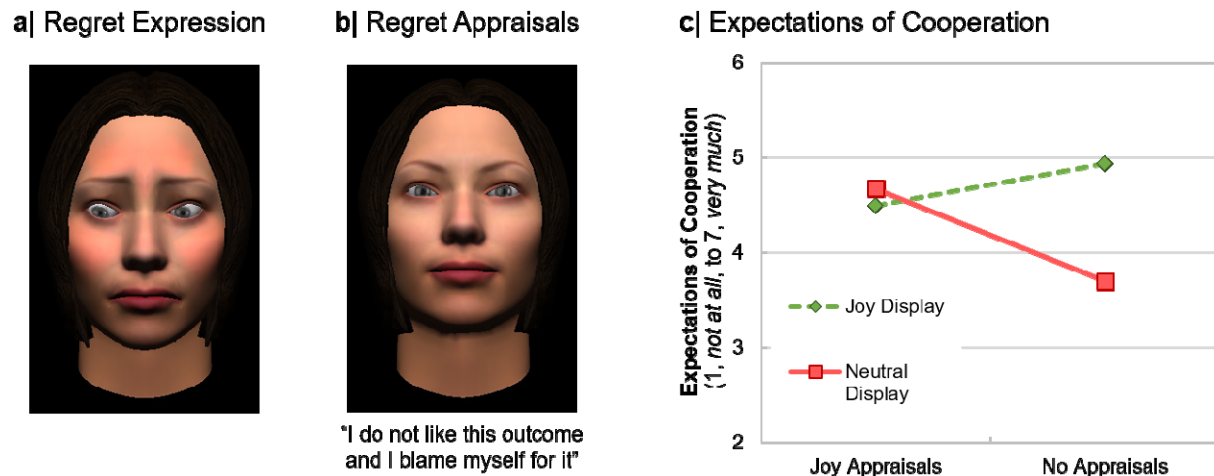 a| Regret Expression
b| Regret Appraisals
c| Expectations of Cooperation
"I do not like this outcome
and I blame myself for it"
Expectations of Cooperation
(1, not at all, to 7, very much)
6
5
4
3
2
Joy Display
Neutral
Display
Joy Appraisals
No Appraisals